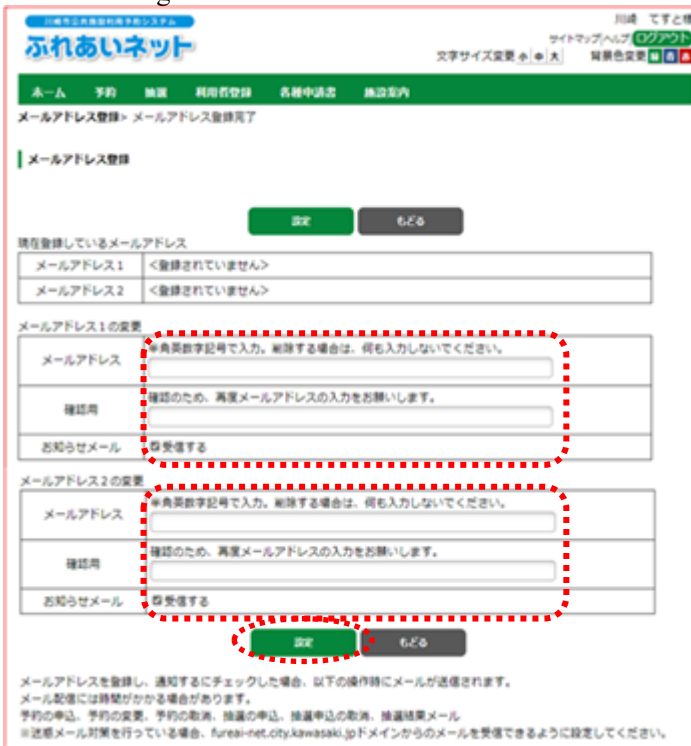 川崎市公共施設利用予約システム
川崎 てすと様
ふれあいネット
サイトマップ/ヘルプ ログアウト
文字サイズ変更 小 中 大 背景色変更
ホーム 予約 抽選 利用者登録 各種申請書 施設案内
メールアドレス登録> メールアドレス登録完了
メールアドレス登録
設定 もどる
現在登録しているメールアドレス
メールアドレス1 <登録されていません>
メールアドレス2 <登録されていません>
メールアドレス1の変更
メールアドレス 半角英数字記号で入力。削除する場合は、何も入力しないでください。
確認用 確認のため、再度メールアドレスの入力をお願いします。
お知らせメール 受信する
メールアドレス2の変更
メールアドレス 半角英数字記号で入力。削除する場合は、何も入力しないでください。
確認用 確認のため、再度メールアドレスの入力をお願いします。
お知らせメール 受信する
設定 もどる
メールアドレスを登録し、通知するにチェックした場合、以下の操作時にメールが送信されます。
メール配信には時間がかかる場合があります。
予約の申込、予約の変更、予約の取消、抽選の申込、抽選申込の取消、抽選結果メール
※迷惑メール対策を行っている場合、fureai-net.city.kawasaki.jpドメインからのメールを受信できるように設定してください。